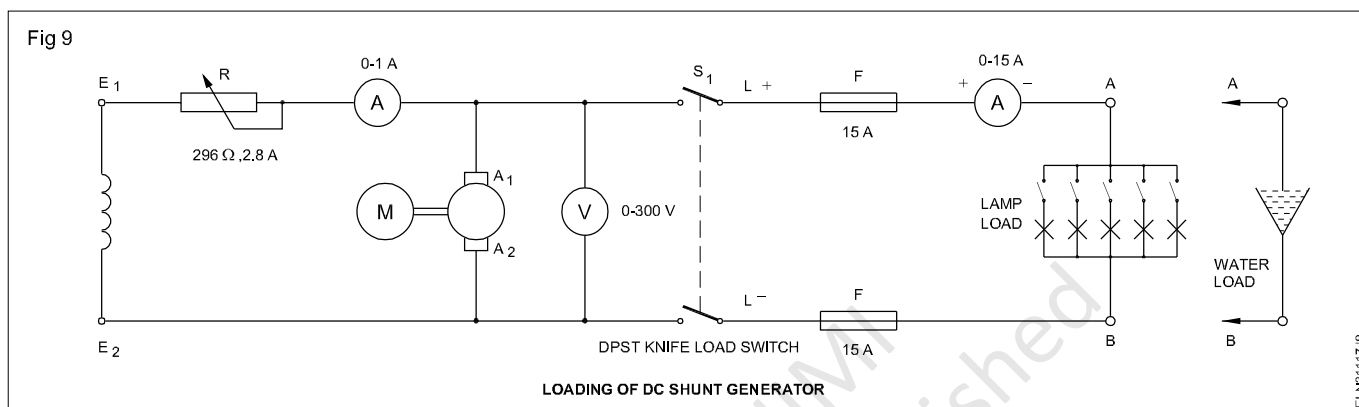 Fig 9
0-1 A
R
A
E 1
296 Ω ,2.8 A
M
A 1
A 2
V
0-300 V
S 1
L +
F
15 A
0-15 A
+
A
−
A
A
LAMP
LOAD
WATER
LOAD
E 2
L −
F
15 A
B
B
DPST KNIFE LOAD SWITCH
LOADING OF DC SHUNT GENERATOR